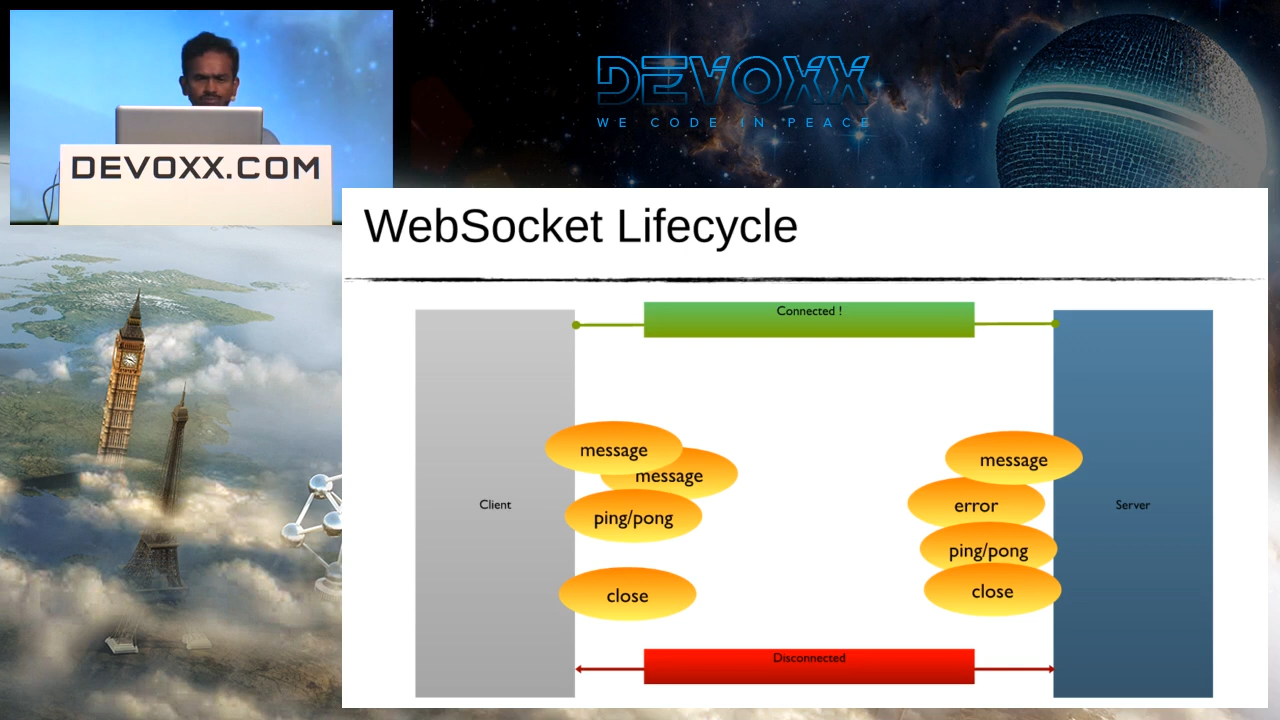 DEVOXX
WE CODE IN PEACE
DEVOXX.COM
WebSocket Lifecycle
Connected !
message
message
ping/pong
close
Client
message
error
ping/pong
close
Server
Disconnected